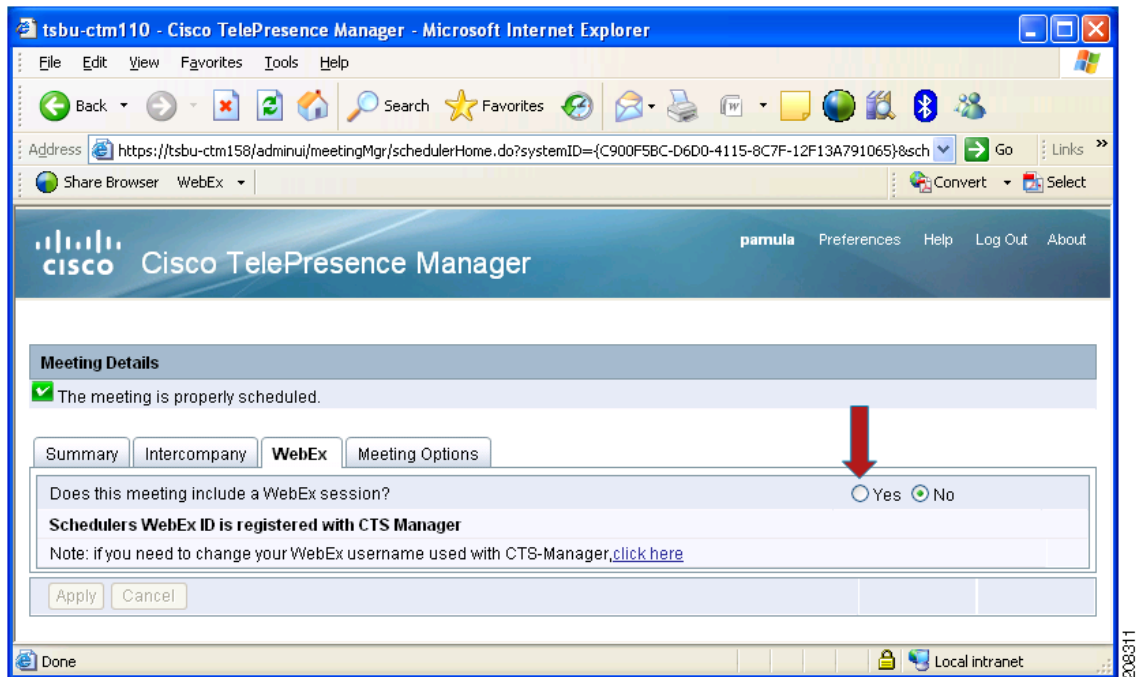 tsbu-ctm110 - Cisco TelePresence Manager - Microsoft Internet Explorer
File Edit View Favorites Tools Help
Back Search Favorites W
Address https://tsbu-ctm158/adminui/meetingMgr/schedulerHome.do?systemID={C900F5BC-D6D0-4115-8C7F-12F13A791065}&sch Go Links »
Share Browser WebEx Convert Select
CISCO Cisco TelePresence Manager pamula Preferences Help Log Out About
Meeting Details
The meeting is properly scheduled.
Summary Intercompany WebEx Meeting Options
Does this meeting include a WebEx session? Yes No
Schedulers WebEx ID is registered with CTS Manager
Note: if you need to change your WebEx username used with CTS-Manager,click here
Apply Cancel
Done Local intranet
208311